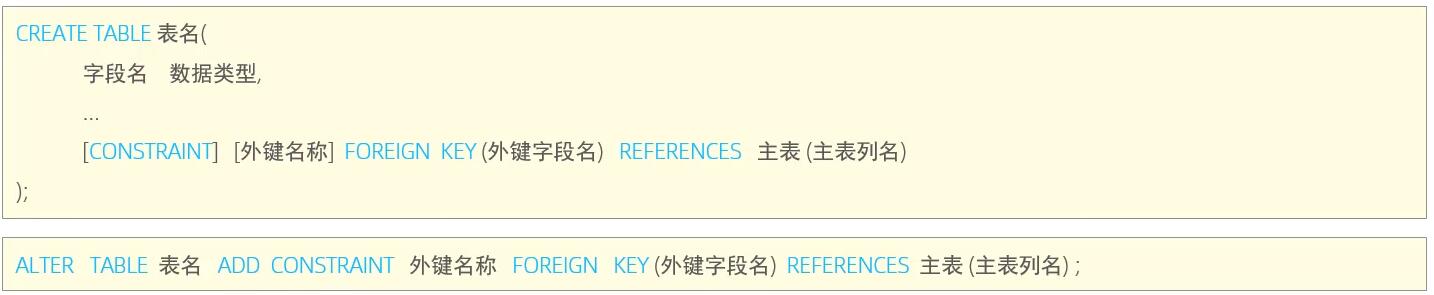 CREATE TABLE 表名(
字段名 数据类型,
...
[CONSTRAINT] [外键名称] FOREIGN KEY (外键字段名) REFERENCES 主表 (主表列名)
);
ALTER TABLE 表名 ADD CONSTRAINT 外键名称 FOREIGN KEY (外键字段名) REFERENCES 主表 (主表列名) ;